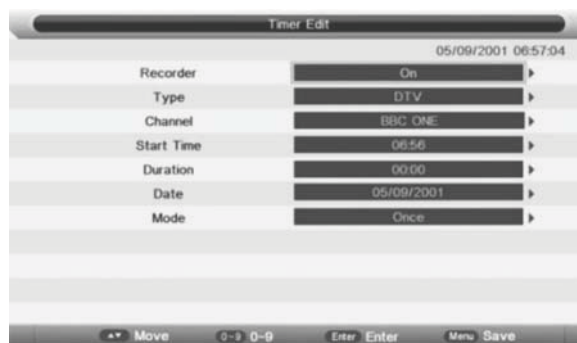 Timer Edit
05/09/2001 06:57:04
Recorder On
Type DTV
Channel BBC ONE
Start Time 06:56
Duration 00:00
Date 05/09/2001
Mode Once
Move 0-9 0-9 Enter Enter Menu Save